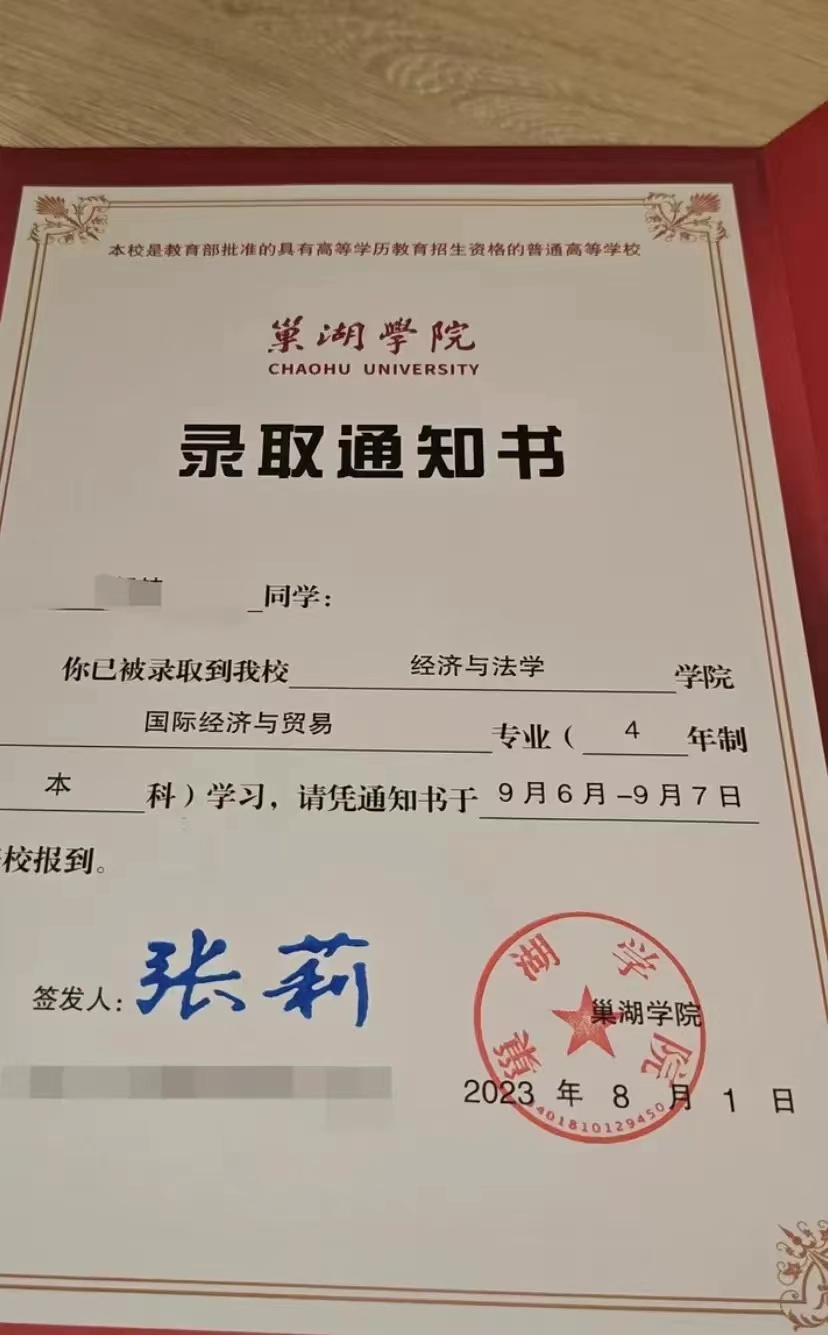 本校是教育部批准的具有高等学历教育招生资格的普通高等学校
巢湖學院
CHAOHU UNIVERSITY
录取通知书
同学：
你已被录取到我校 经济与法学 学院
国际经济与贸易 专业（ 4 年制
本 科）学习，请凭通知书于 9月6月-9月7日
校报到。
签发人：张莉
巢湖学院
巢湖学院
2023 年 8 月 1 日
3401810129450